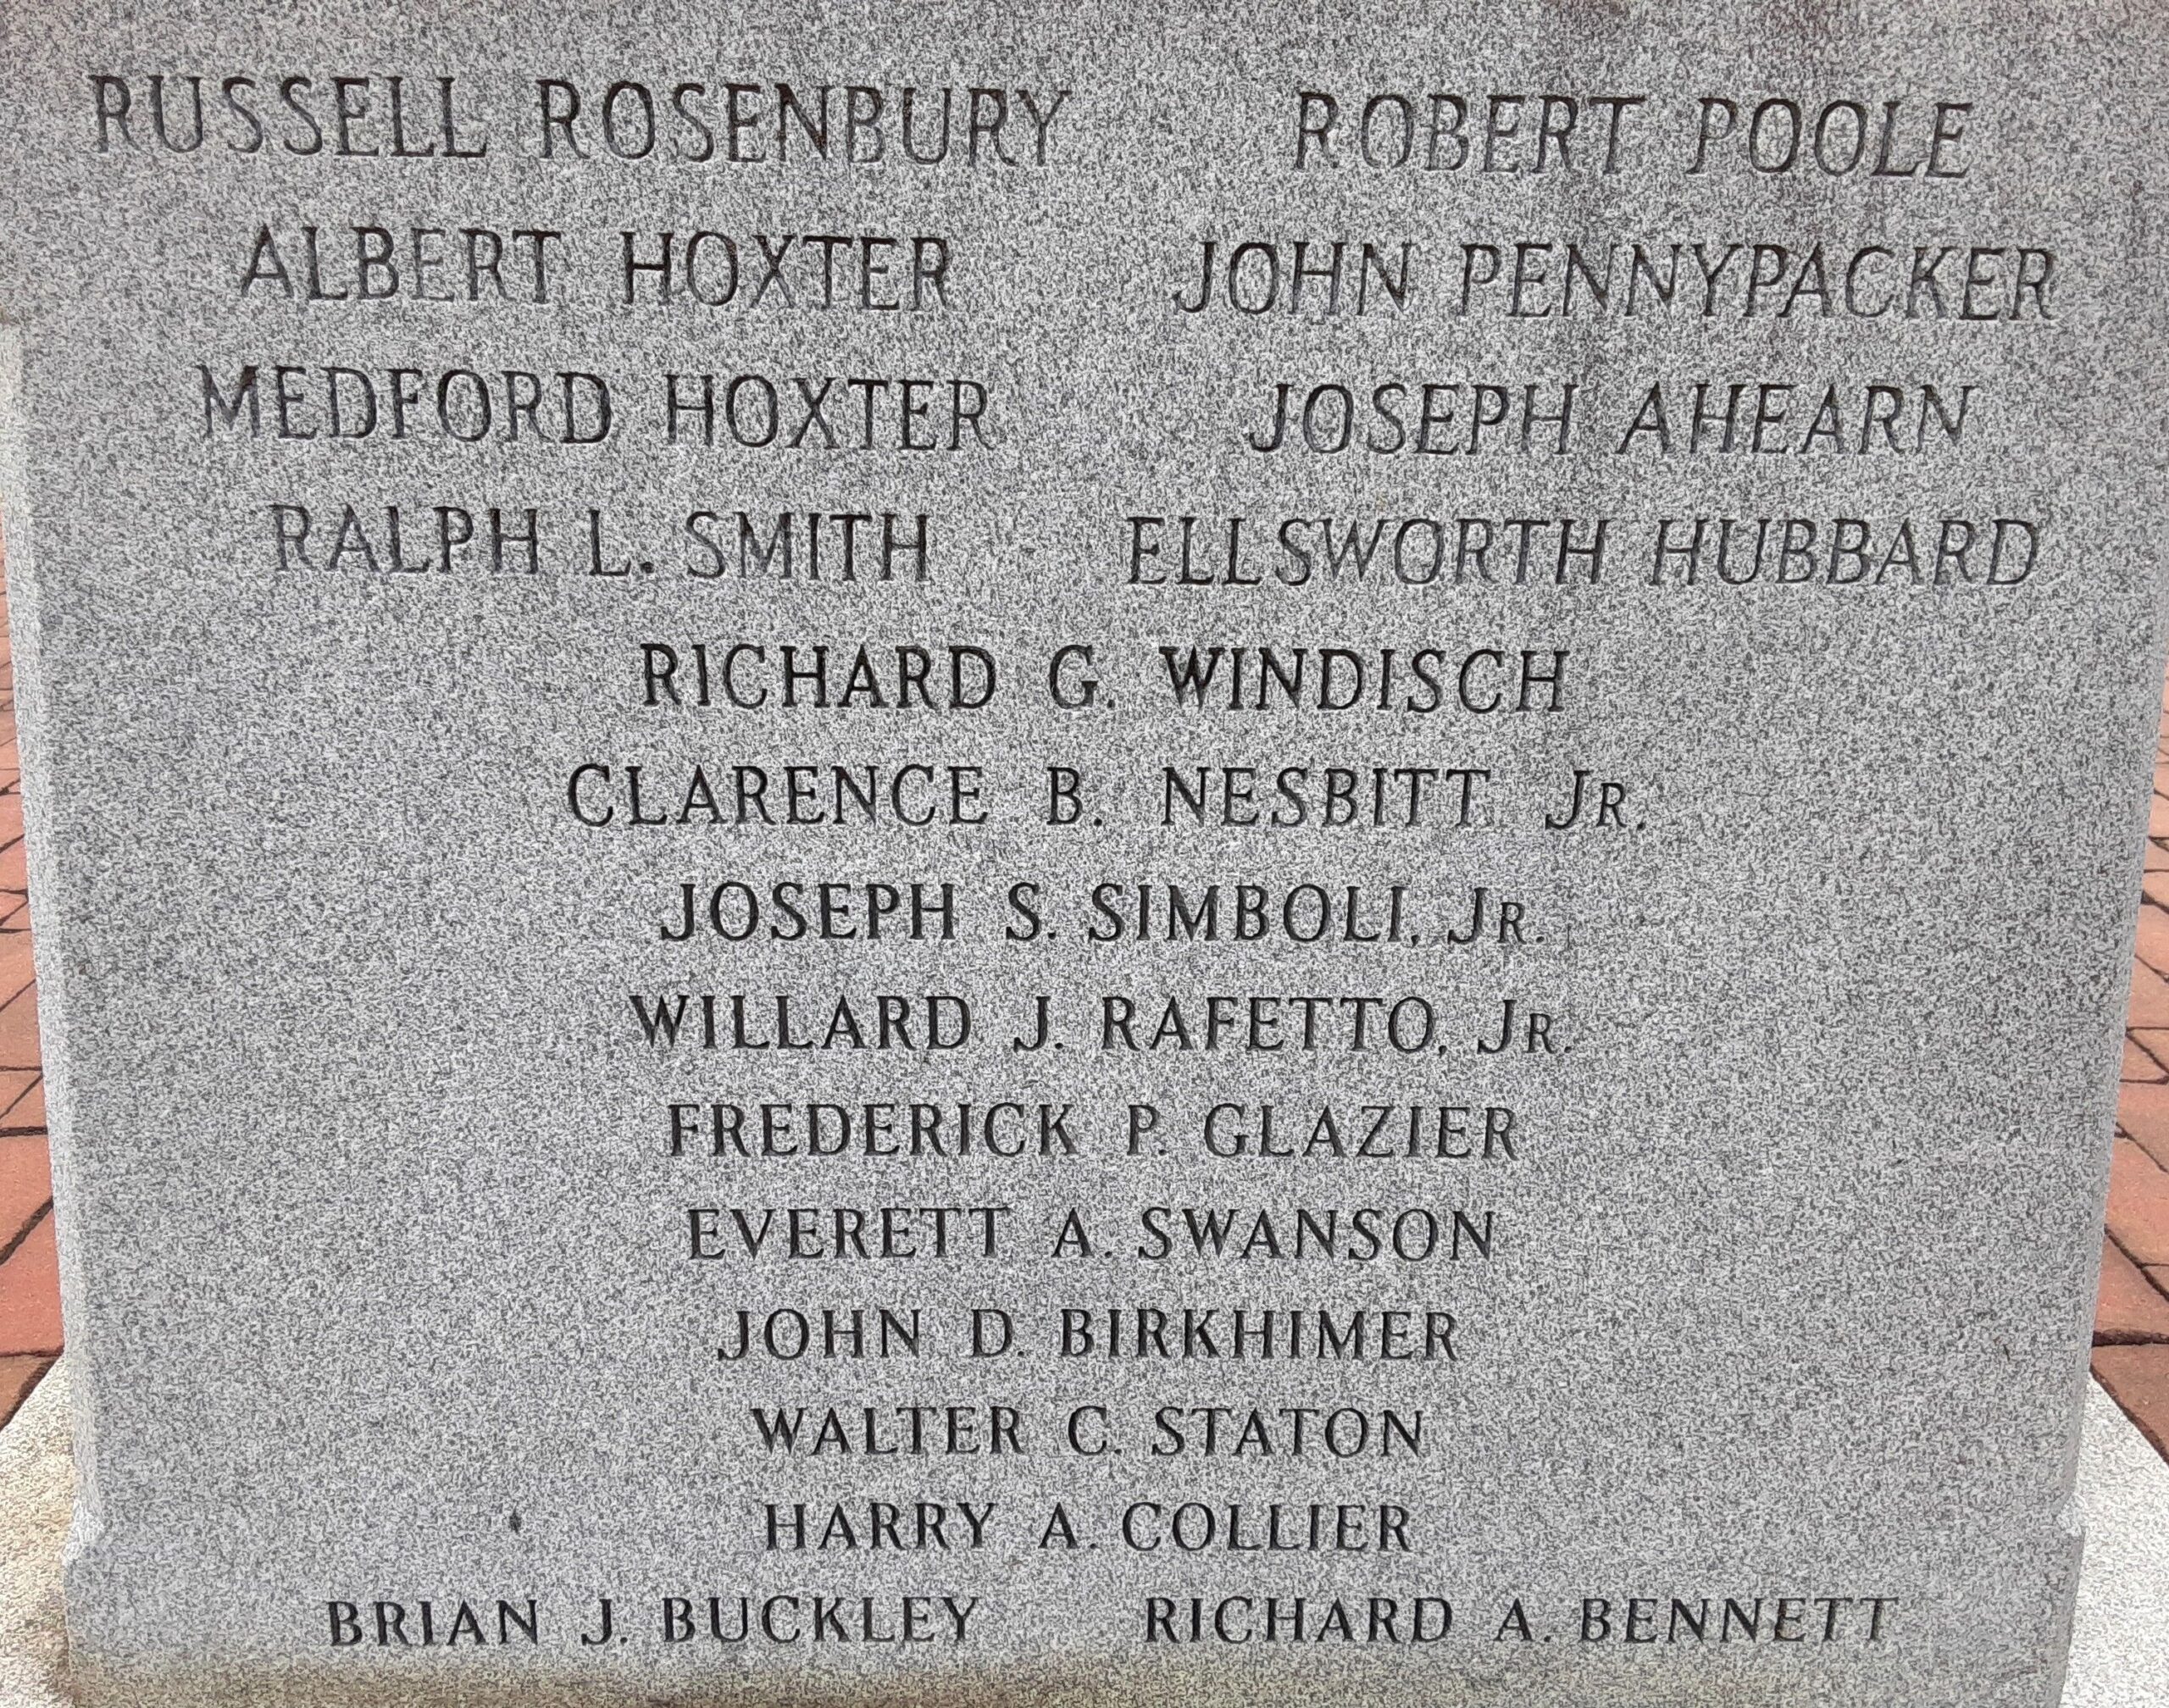 RUSSELL ROSENBURY ROBERT POOLE
ALBERT HOXTER JOHN PENNYPACKER
MEDFORD HOXTER JOSEPH AHEARN
RALPH L. SMITH ELLSWORTH HUBBARD
RICHARD G. WINDISCH
CLARENCE B. NESBITT JR.
JOSEPH S. SIMBOLI, JR.
WILLARD J. RAFETTO, JR.
FREDERICK P. GLAZIER
EVERETT A. SWANSON
JOHN D. BIRKHIMER
WALTER C. STATON
HARRY A. COLLIER
BRIAN J. BUCKLEY RICHARD A. BENNETT